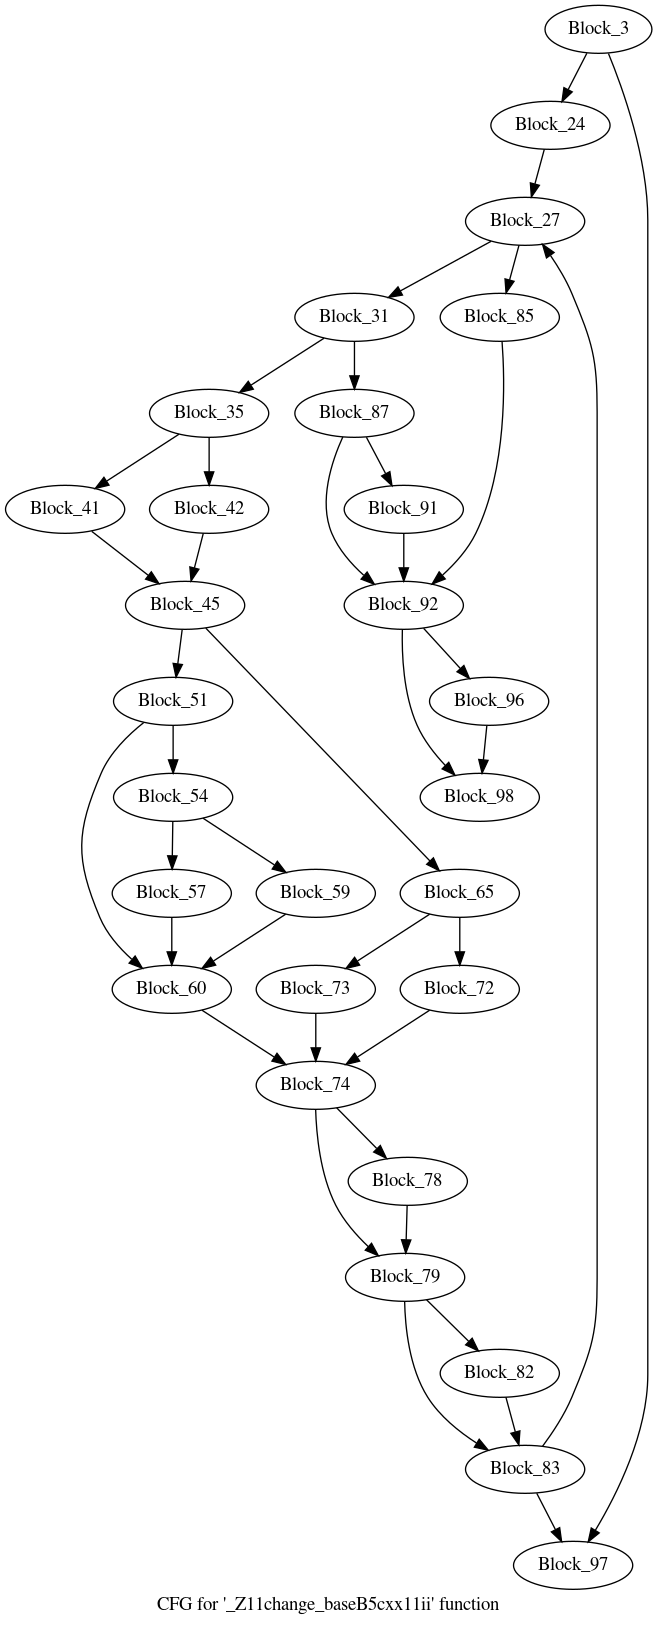 Block_3
Block_24
Block_27
Block_31
Block_85
Block_35
Block_87
Block_41
Block_42
Block_91
Block_45
Block_92
Block_51
Block_96
Block_54
Block_98
Block_57
Block_59
Block_65
Block_60
Block_73
Block_72
Block_74
Block_78
Block_79
Block_82
Block_83
Block_97
CFG for '_Z11change_baseB5cxx11ii' function